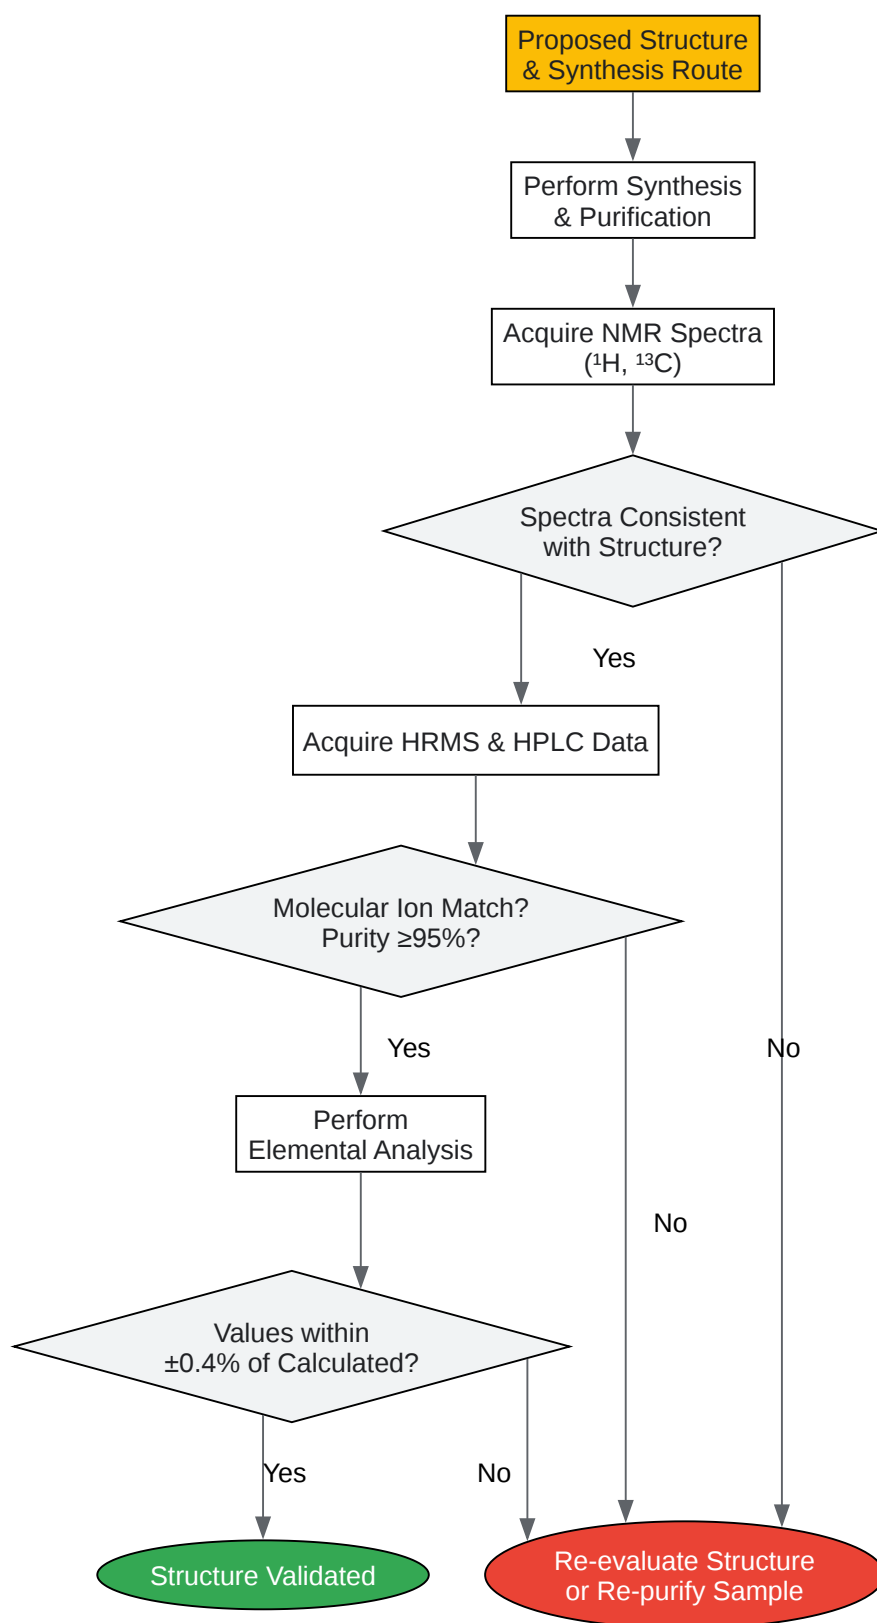 Proposed Structure
& Synthesis Route
Perform Synthesis
& Purification
Acquire NMR Spectra
(¹H, ¹³C)
Spectra Consistent
with Structure?
Yes
Acquire HRMS & HPLC Data
Molecular Ion Match?
Purity ≥95%?
Yes
No
Perform
Elemental Analysis
No
Values within
±0.4% of Calculated?
Yes
No
Structure Validated
Re-evaluate Structure
or Re-purify Sample